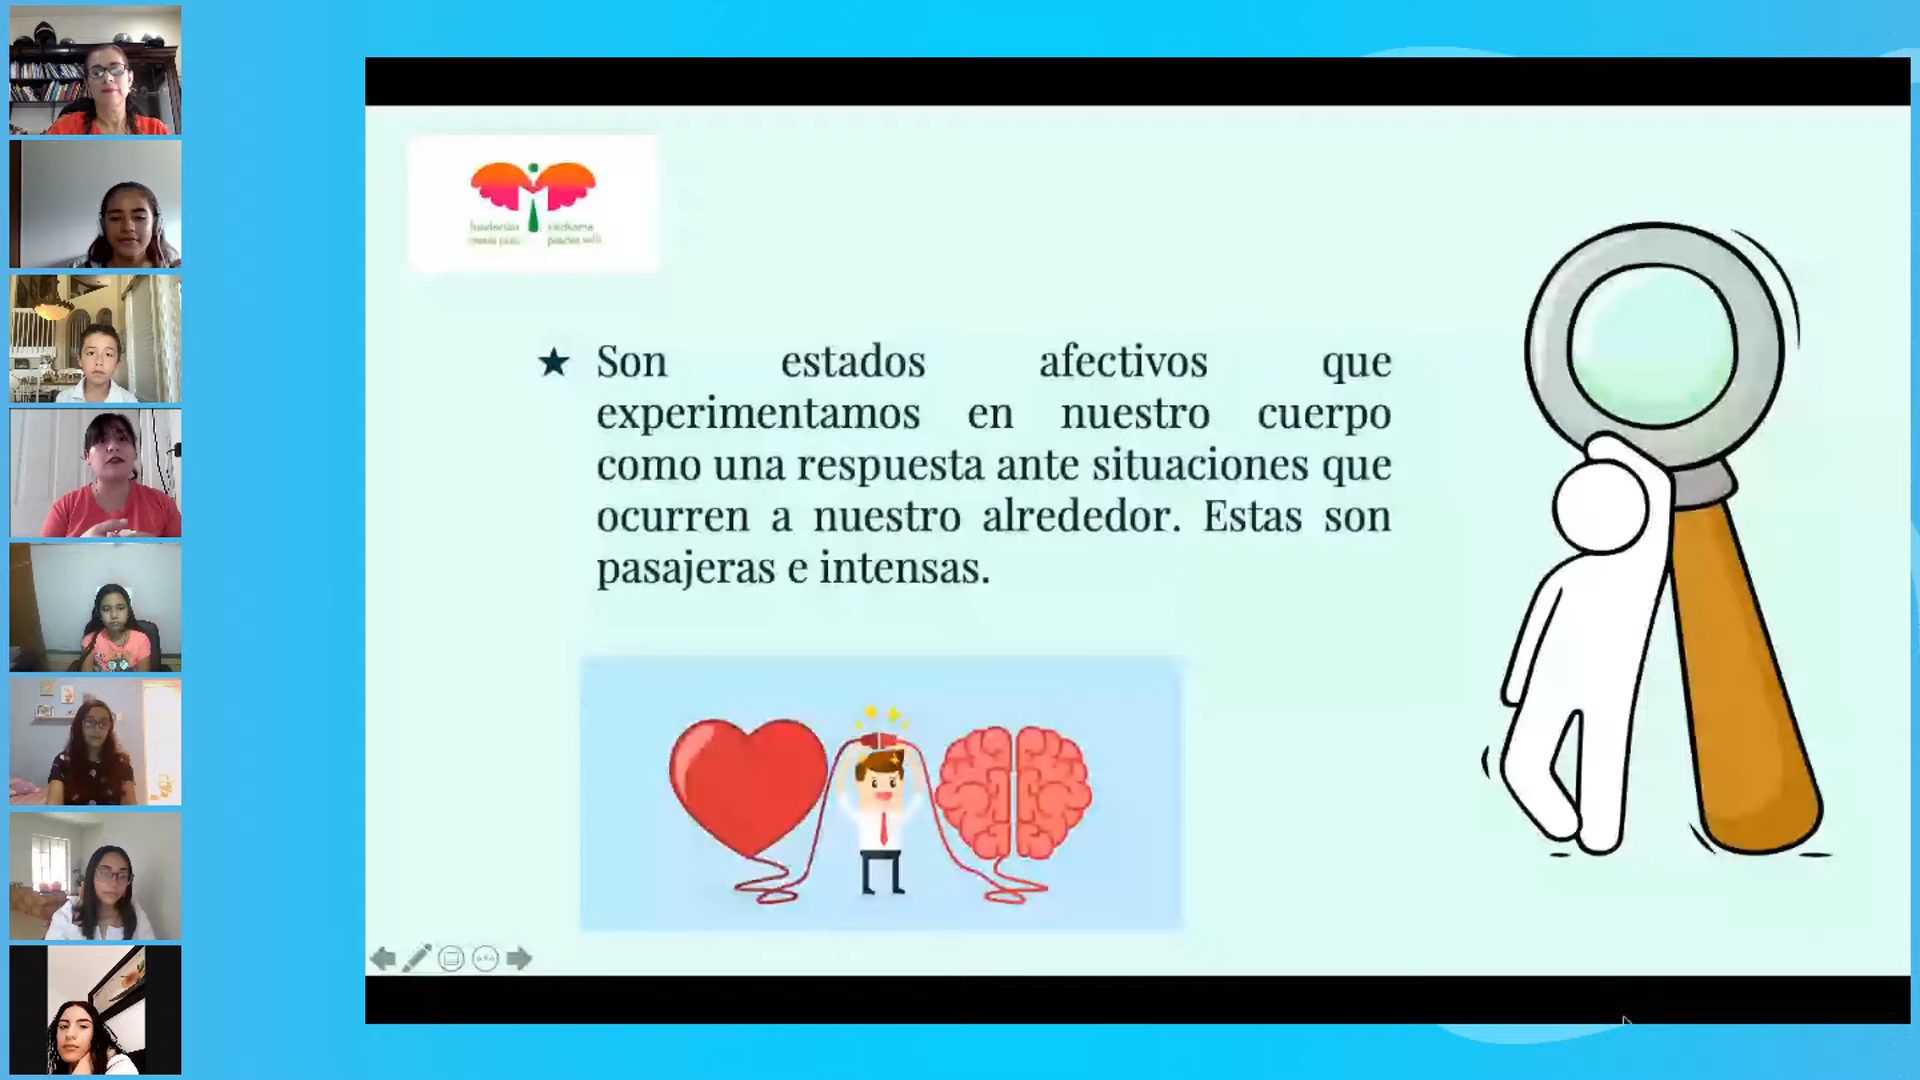 Son estados afectivos que
experimentamos en nuestro cuerpo
como una respuesta ante situaciones que
ocurren a nuestro alrededor. Estas son
pasajeras e intensas.